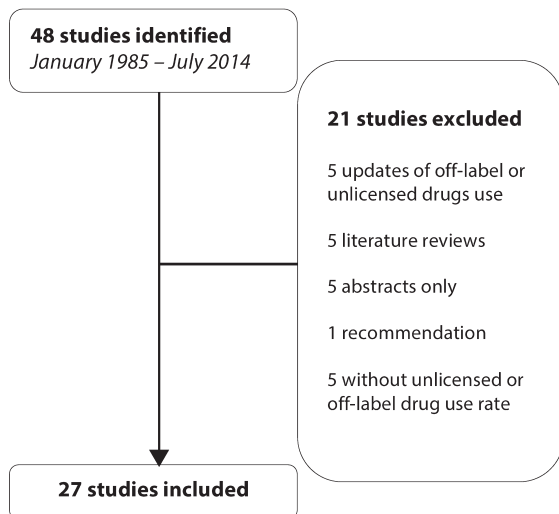 48 studies identified
January 1985 – July 2014
21 studies excluded
5 updates of off-label or
unlicensed drugs use
5 literature reviews
5 abstracts only
1 recommendation
5 without unlicensed or
off-label drug use rate
27 studies included